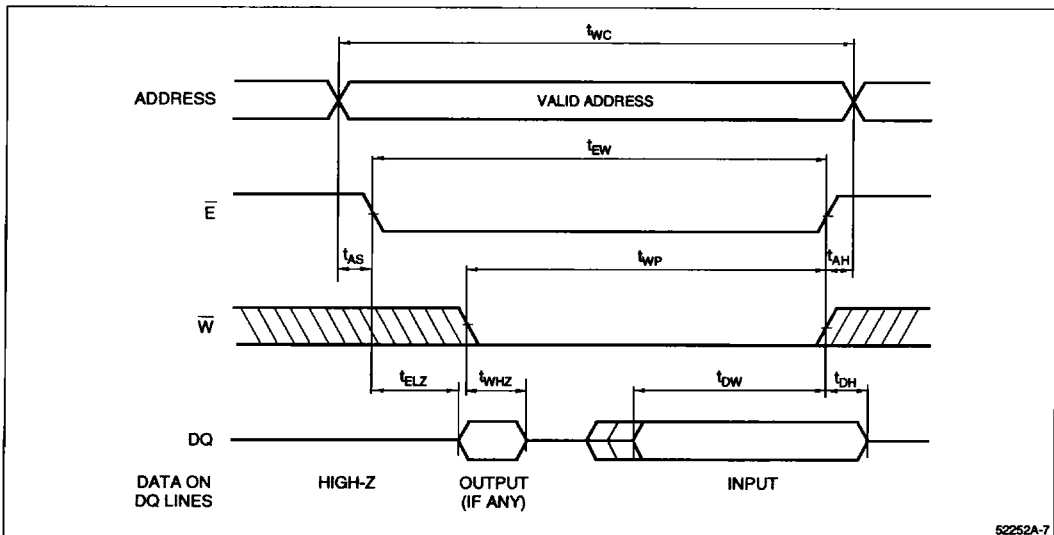 tWC
ADDRESS
VALID ADDRESS
tEW
E
tAS
tWP
tAH
W
tELZ
tWHZ
tDW
tDH
DQ
DATA ON
DQ LINES
HIGH-Z
OUTPUT
(IF ANY)
INPUT
52252A-7